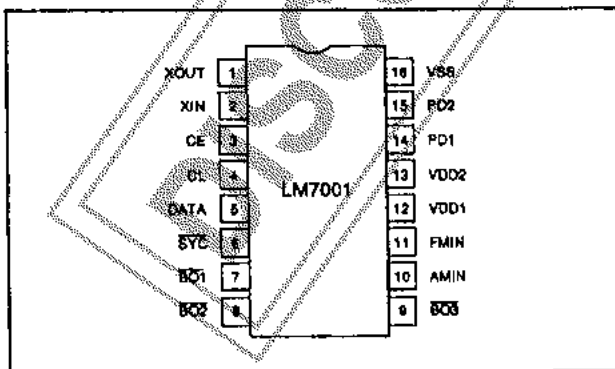 XOUT 1 16 VSS
XIN 2 15 PD2
CE 3 14 PD1
CL 4 13 VDD2
LM7001
DATA 5 12 VDD1
SYC 6 11 FMIN
BO1 7 10 AMIN
BO2 8 9 BO3
DISCO